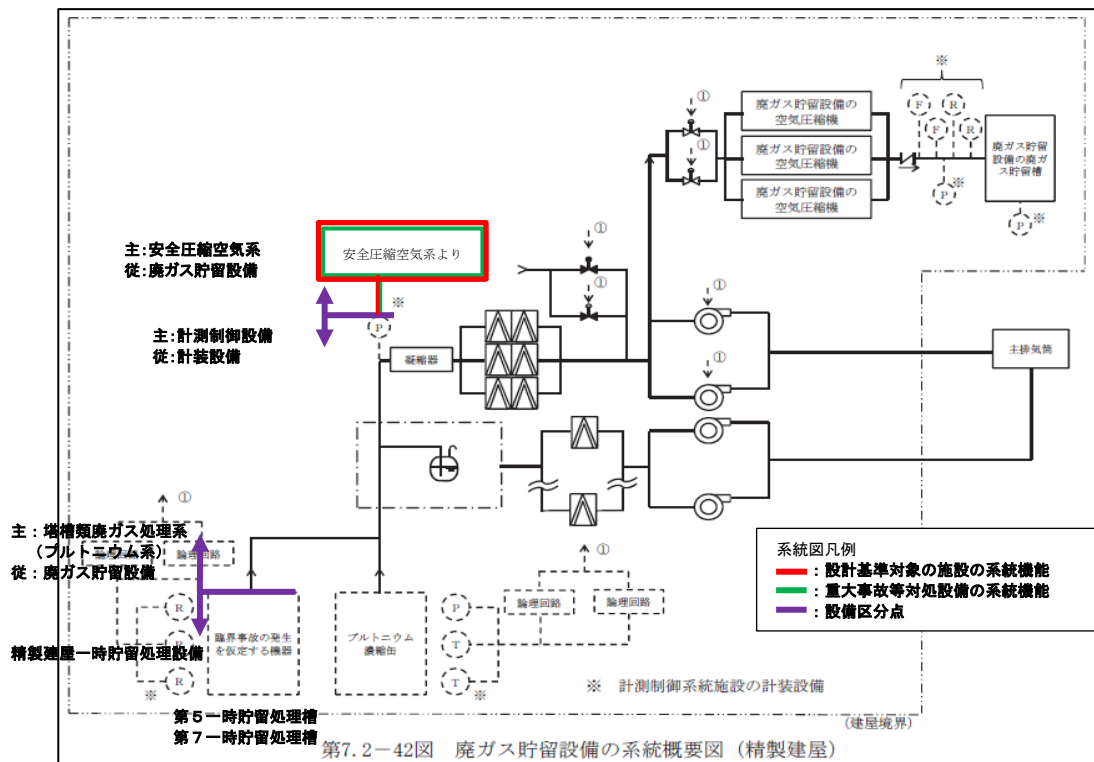 ※
①
廃ガス貯留設備の
空気圧縮機
F
R
①
F
R
廃ガス貯留設備の
空気圧縮機
廃ガス貯留
設備の廃ガ
ス貯留槽
※
P
廃ガス貯留設備の
空気圧縮機
※
P
主：安全圧縮空気系
従：廃ガス貯留設備
安全圧縮空気系より
①
①
①
※
P
主：計測制御設備
従：計装設備
凝縮器
①
主排気筒
①
主：塔槽類廃ガス処理系
（プルトニウム系）
従：廃ガス貯留設備
論理回路
論理回路
①
論理回路
論理回路
系統図凡例
：設計基準対象の施設の系統機能
：重大事故等対処設備の系統機能
：設備区分点
R
R
R
※
精製建屋一時貯留処理設備
臨界事故の発生
を仮定する機器
プルトニウム
濃縮缶
P
T
T
※
※　計測制御系統施設の計装設備
第５一時貯留処理槽
第７一時貯留処理槽
(建屋境界)
第7.2－42図　廃ガス貯留設備の系統概要図（精製建屋）